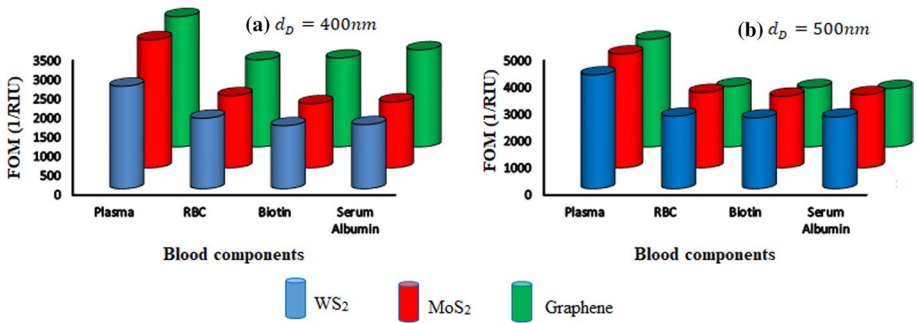 (a) d_D = 400nm
FOM (1/RIU)
3500
3000
2500
2000
1500
1000
500
0
Plasma RBC Biotin Serum Albumin
Blood components
(b) d_D = 500nm
FOM (1/RIU)
5000
4000
3000
2000
1000
0
Plasma RBC Biotin Serum Albumin
Blood components
WS₂ MoS₂ Graphene